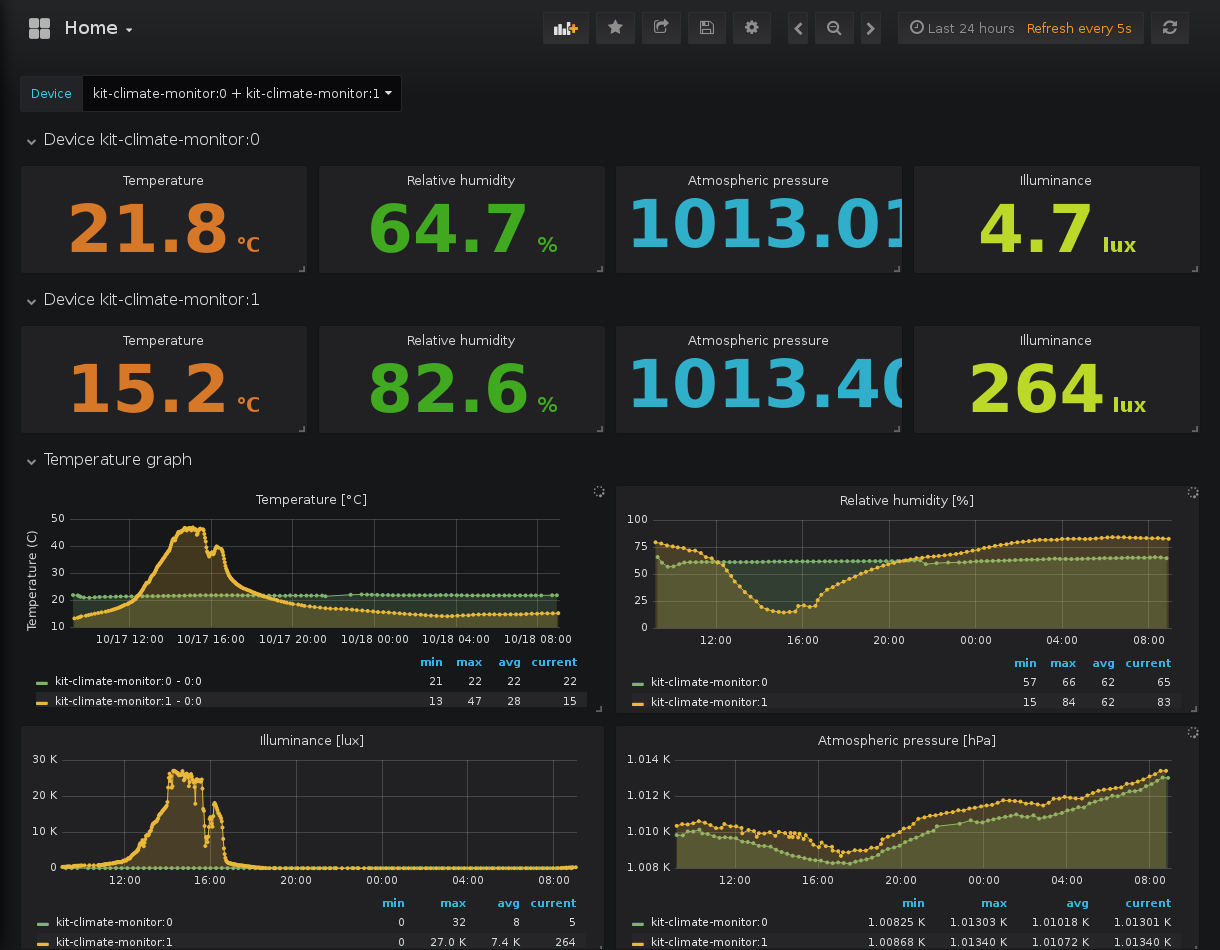 Home
Last 24 hours Refresh every 5s
Device kit-climate-monitor:0 + kit-climate-monitor:1
Device kit-climate-monitor:0
Temperature Relative humidity Atmospheric pressure Illuminance
21.8 °C 64.7 % 1013.01 4.7 lux
Device kit-climate-monitor:1
Temperature Relative humidity Atmospheric pressure Illuminance
15.2 °C 82.6 % 1013.40 264 lux
Temperature graph
Temperature [°C]
Temperature (C)
50
40
30
20
10
10/17 12:00 10/17 16:00 10/17 20:00 10/18 00:00 10/18 04:00 10/18 08:00
min max avg current
kit-climate-monitor:0 - 0:0 21 22 22 22
kit-climate-monitor:1 - 0:0 13 47 28 15
Relative humidity [%]
100
75
50
25
0
12:00 16:00 20:00 00:00 04:00 08:00
min max avg current
kit-climate-monitor:0 57 66 62 65
kit-climate-monitor:1 15 84 62 83
Illuminance [lux]
30 K
20 K
10 K
0
12:00 16:00 20:00 00:00 04:00 08:00
min max avg current
kit-climate-monitor:0 0 32 8 5
kit-climate-monitor:1 0 27.0 K 7.4 K 264
Atmospheric pressure [hPa]
1.014 K
1.012 K
1.010 K
1.008 K
12:00 16:00 20:00 00:00 04:00 08:00
min max avg current
kit-climate-monitor:0 1.00825 K 1.01303 K 1.01018 K 1.01301 K
kit-climate-monitor:1 1.00868 K 1.01340 K 1.01072 K 1.01340 K